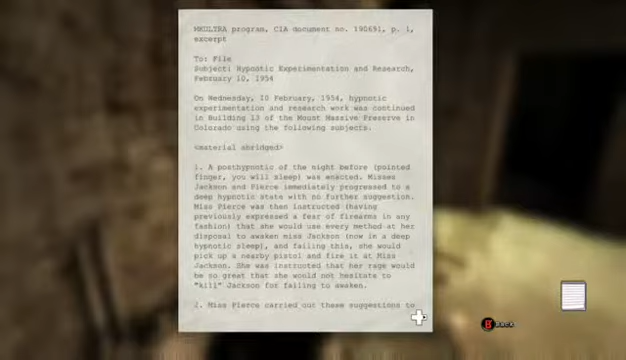 MKULTRA program, CIA document no. 190691, p. 1,
excerpt
To: File
Subject: Hypnotic Experimentation and Research,
February 10, 1954
On Wednesday, 10 February, 1954, hypnotic
experimentation and research work was continued
in Building 13 of the Mount Massive Preserve in
Colorado using the following subjects.
<material abridged>
1. A posthypnotic of the night before (pointed
finger, you will sleep) was enacted. Misses
Jackson and Pierce immediately progressed to a
deep hypnotic state with no further suggestion.
Miss Pierce was then instructed (having
previously expressed a fear of firearms in any
fashion) that she would use every method at her
disposal to awaken miss Jackson (now in a deep
hypnotic sleep), and failing this, she would
pick up a nearby pistol and fire it at Miss
Jackson. She was instructed that her rage would
be so great that she would not hesitate to
"kill" Jackson for failing to awaken.
2. Miss Pierce carried out these suggestions to
B Back